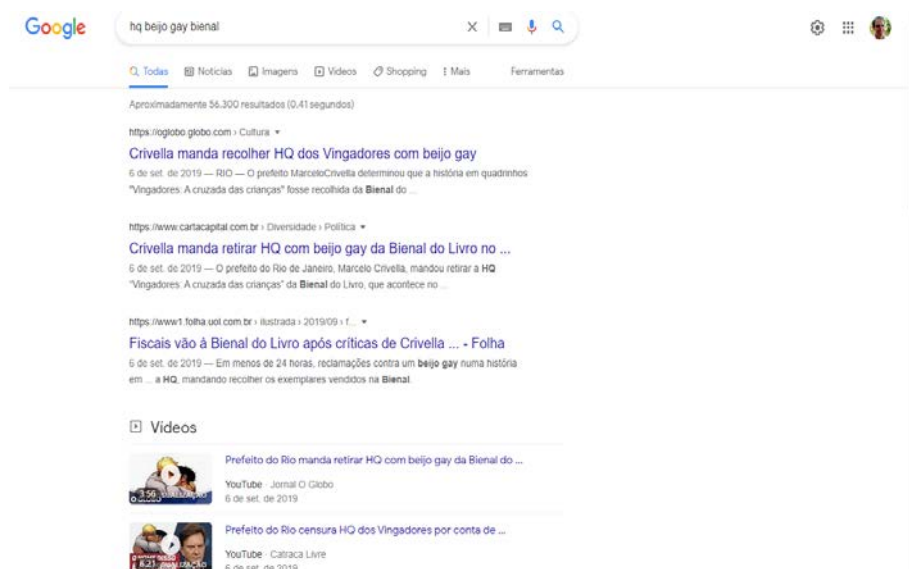 Google
hq beijo gay bienal
Todas Notícias Imagens Vídeos Shopping Mais Ferramentas
Aproximadamente 56.300 resultados (0,41 segundos)
https://oglobo.globo.com › Cultura
Crivella manda recolher HQ dos Vingadores com beijo gay
6 de set. de 2019 — RIO — O prefeito MarceloCrivella determinou que a história em quadrinhos
"Vingadores: A cruzada das crianças" fosse recolhida da Bienal do ...
https://www.cartacapital.com.br › Diversidade › Política
Crivella manda retirar HQ com beijo gay da Bienal do Livro no ...
6 de set. de 2019 — O prefeito do Rio de Janeiro, Marcelo Crivella, mandou retirar a HQ
"Vingadores: A cruzada das crianças" da Bienal do Livro, que acontece no ...
https://www1.folha.uol.com.br › ilustrada › 2019/09 › f...
Fiscais vão à Bienal do Livro após críticas de Crivella ... - Folha
6 de set. de 2019 — Em menos de 24 horas, reclamações contra um beijo gay numa história
em ... a HQ, mandando recolher os exemplares vendidos na Bienal.
Vídeos
Prefeito do Rio manda retirar HQ com beijo gay da Bienal do ...
YouTube · Jornal O Globo
6 de set. de 2019
3:56
Prefeito do Rio censura HQ dos Vingadores por conta de ...
YouTube · Catraca Livre
6 de set. de 2019
6:21